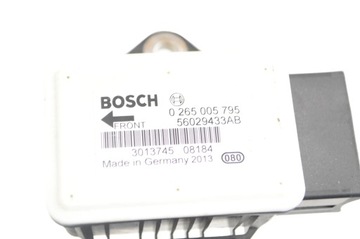 BOSCH
0 265 005 795
56029433AB
FRONT
3013745 08184
Made in Germany 2013 080